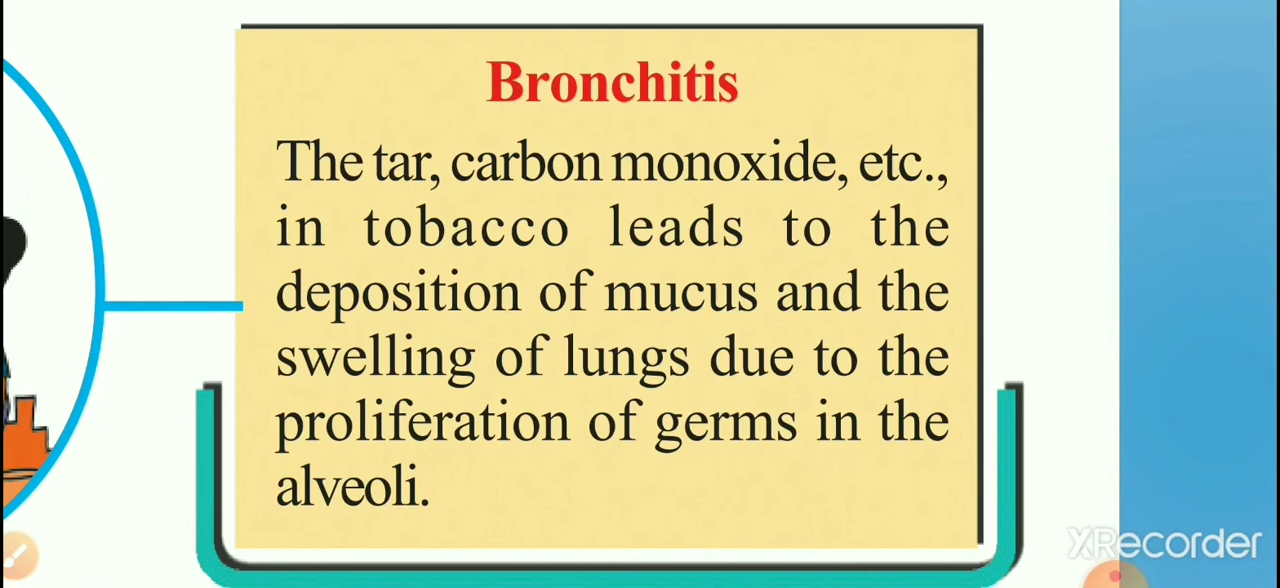 Bronchitis
The tar, carbon monoxide, etc.,
in tobacco leads to the
deposition of mucus and the
swelling of lungs due to the
proliferation of germs in the
alveoli.
XRecorder